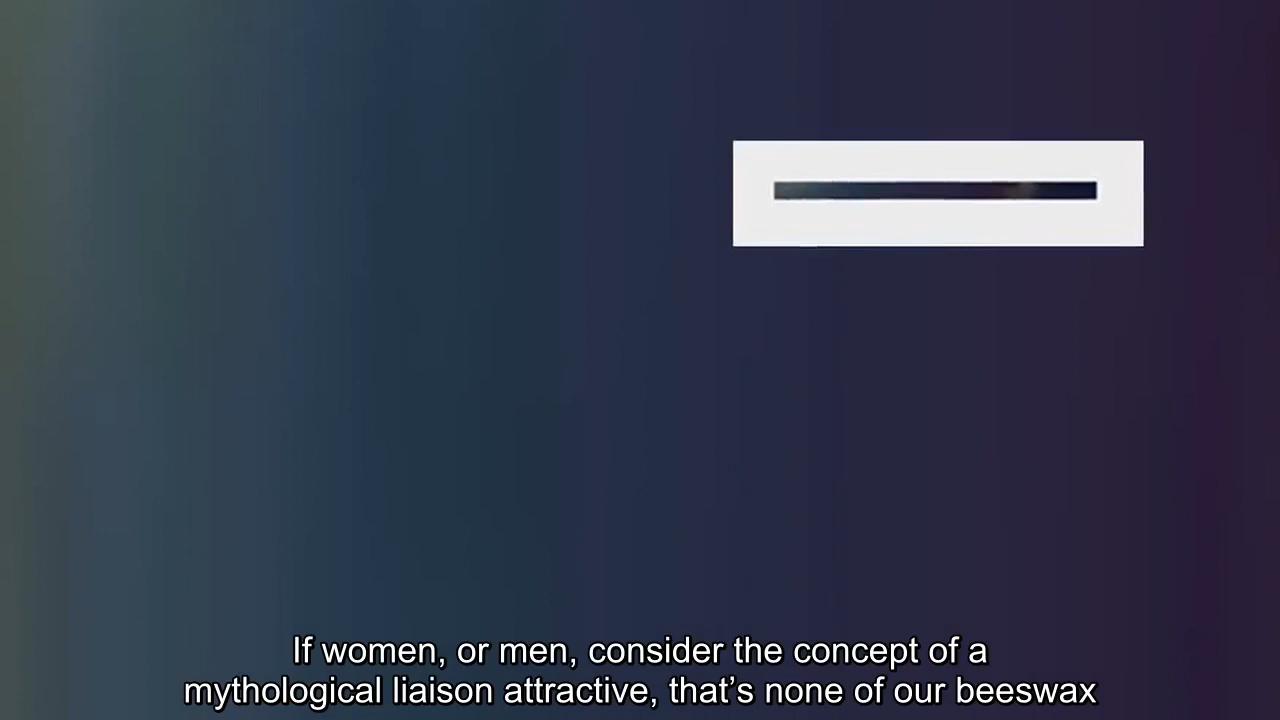 If women, or men, consider the concept of a
mythological liaison attractive, that’s none of our beeswax